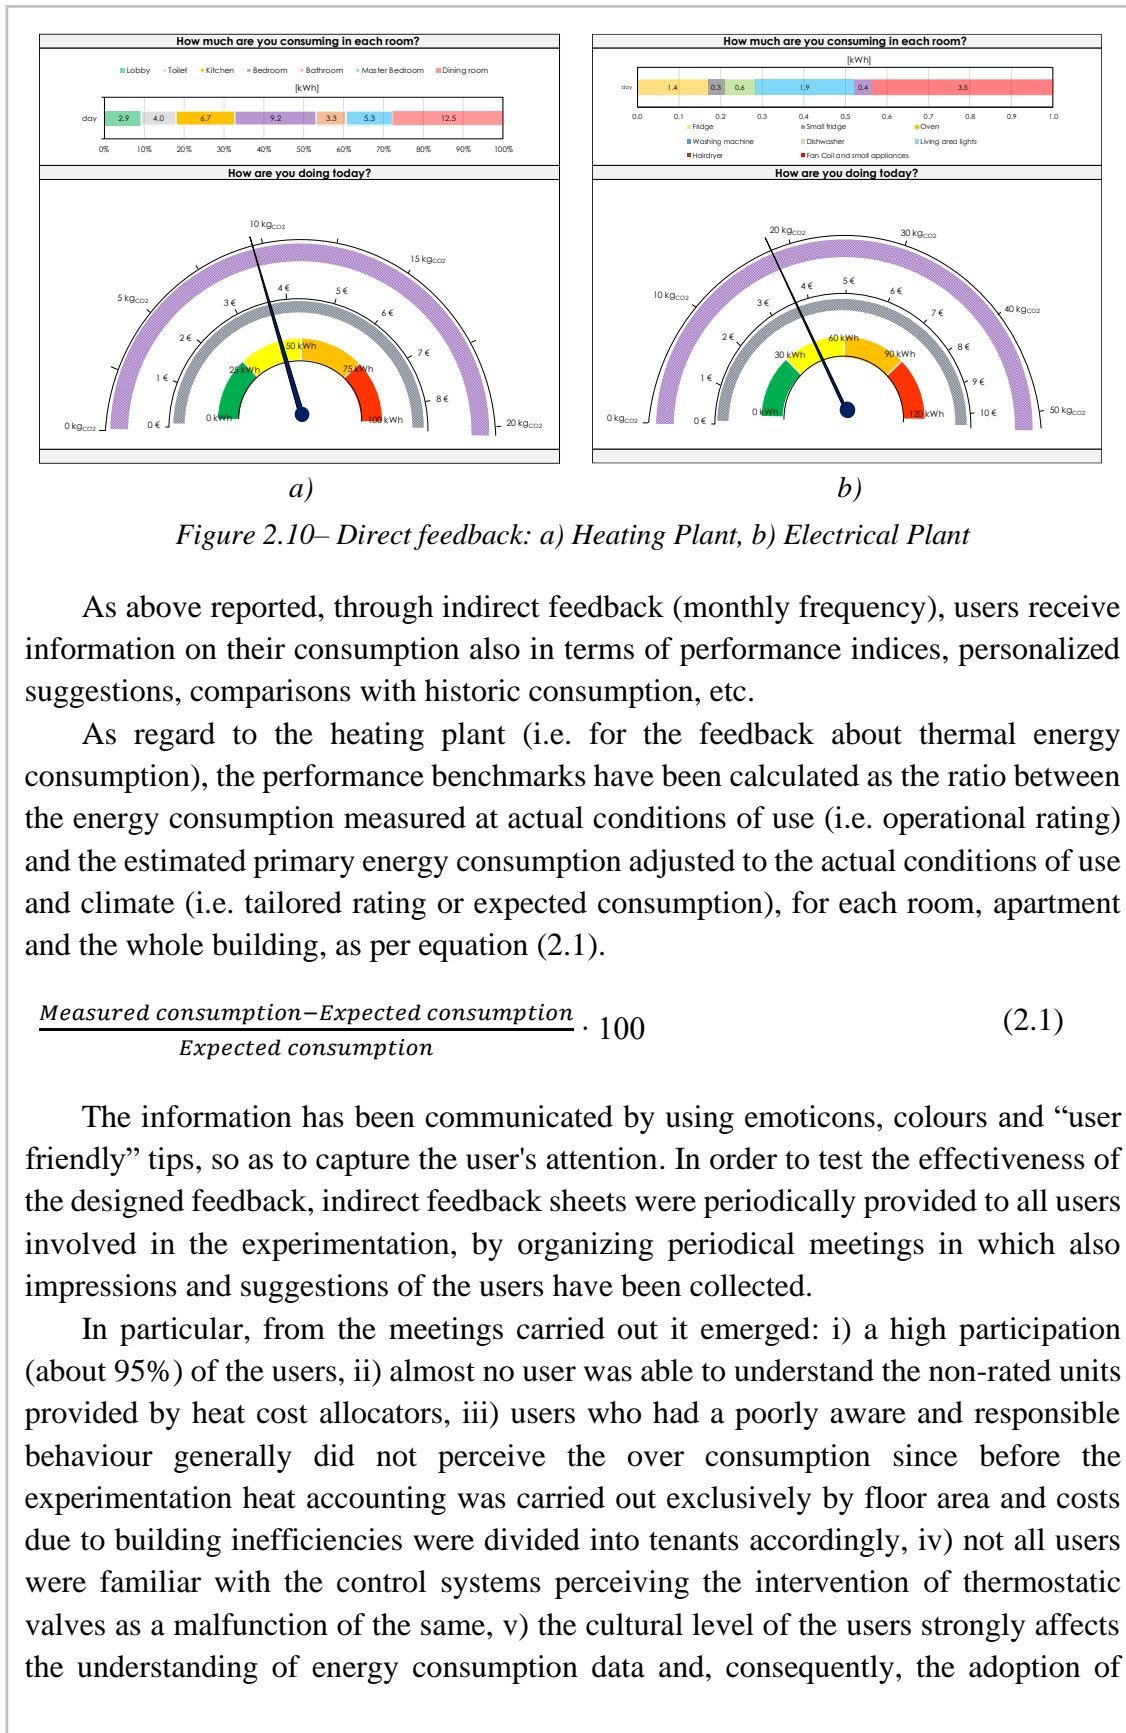 How much are you consuming in each room?
Lobby Toilet Kitchen Bedroom Bathroom Master Bedroom Dining room
[kWh]
day 2.9 4.0 6.7 9.2 3.3 5.3 12.5
0% 10% 20% 30% 40% 50% 60% 70% 80% 90% 100%
How are you doing today?
0 kgCO2 5 kgCO2 10 kgCO2 15 kgCO2 20 kgCO2
0 € 1 € 2 € 3 € 4 € 5 € 6 € 7 € 8 €
0 kWh 25 kWh 50 kWh 75 kWh 100 kWh
a)
How much are you consuming in each room?
[kWh]
day 1.4 0.3 0.6 1.9 0.4 3.5
0.0 0.1 0.2 0.3 0.4 0.5 0.6 0.7 0.8 0.9 1.0
Fridge Small fridge Oven
Washing machine Dishwasher Living area lights
Hairdryer Fan Coil and small appliances
How are you doing today?
0 kgCO2 10 kgCO2 20 kgCO2 30 kgCO2 40 kgCO2 50 kgCO2
0 € 1 € 2 € 3 € 4 € 5 € 6 € 7 € 8 € 9 € 10 €
0 kWh 30 kWh 60 kWh 90 kWh 120 kWh
b)
Figure 2.10– Direct feedback: a) Heating Plant, b) Electrical Plant
As above reported, through indirect feedback (monthly frequency), users receive
information on their consumption also in terms of performance indices, personalized
suggestions, comparisons with historic consumption, etc.
As regard to the heating plant (i.e. for the feedback about thermal energy
consumption), the performance benchmarks have been calculated as the ratio between
the energy consumption measured at actual conditions of use (i.e. operational rating)
and the estimated primary energy consumption adjusted to the actual conditions of use
and climate (i.e. tailored rating or expected consumption), for each room, apartment
and the whole building, as per equation (2.1).
Measured consumption−Expected consumption
Expected consumption
· 100 (2.1)
The information has been communicated by using emoticons, colours and “user
friendly” tips, so as to capture the user's attention. In order to test the effectiveness of
the designed feedback, indirect feedback sheets were periodically provided to all users
involved in the experimentation, by organizing periodical meetings in which also
impressions and suggestions of the users have been collected.
In particular, from the meetings carried out it emerged: i) a high participation
(about 95%) of the users, ii) almost no user was able to understand the non-rated units
provided by heat cost allocators, iii) users who had a poorly aware and responsible
behaviour generally did not perceive the over consumption since before the
experimentation heat accounting was carried out exclusively by floor area and costs
due to building inefficiencies were divided into tenants accordingly, iv) not all users
were familiar with the control systems perceiving the intervention of thermostatic
valves as a malfunction of the same, v) the cultural level of the users strongly affects
the understanding of energy consumption data and, consequently, the adoption of